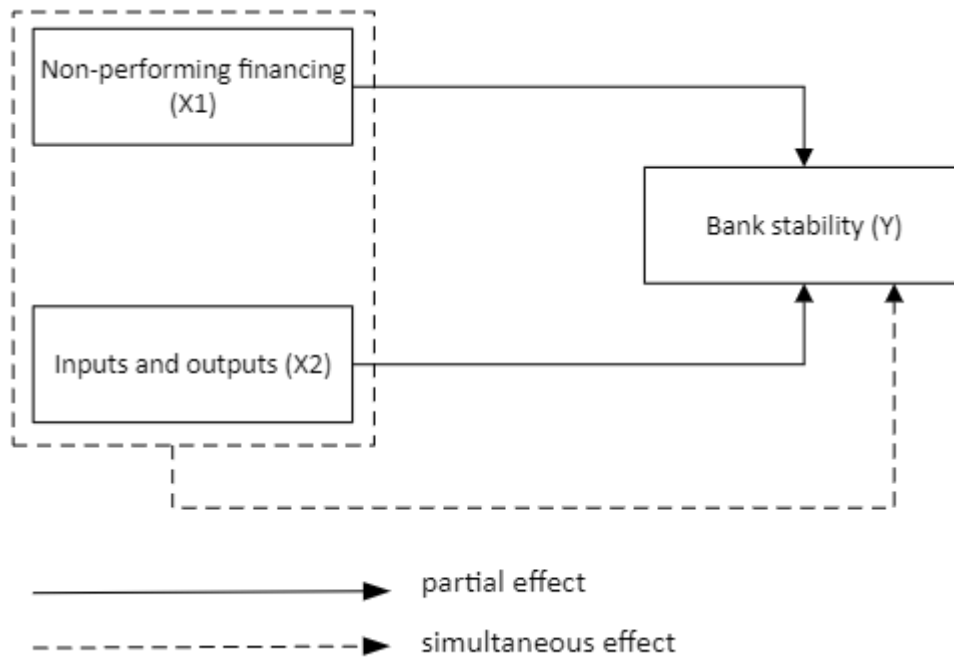 Non-performing financing
(X1)
Bank stability (Y)
Inputs and outputs (X2)
partial effect
simultaneous effect